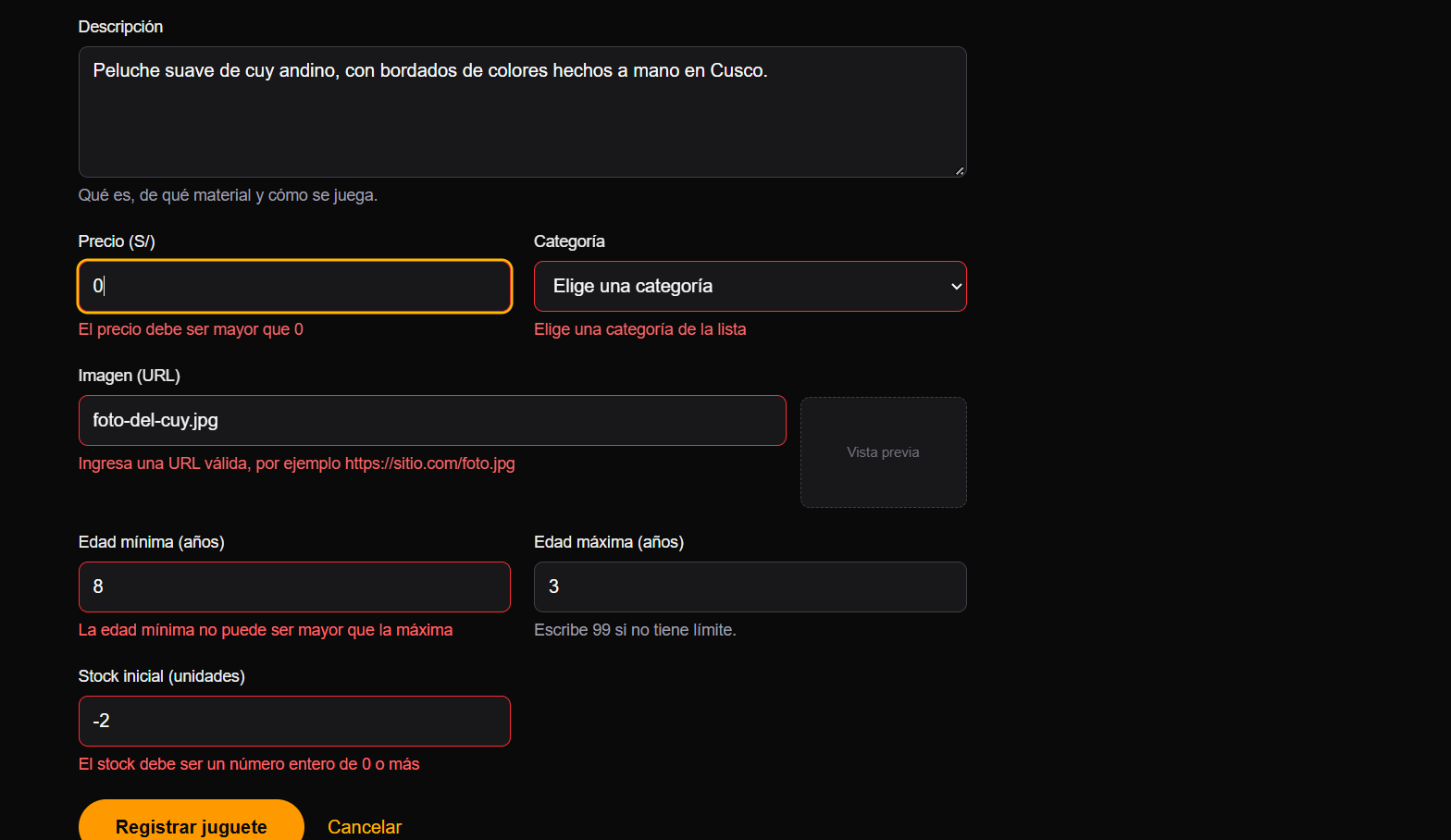 Descripción
Peluche suave de cuy andino, con bordados de colores hechos a mano en Cusco.
Qué es, de qué material y cómo se juega.
Precio (S/)
Categoría
0
Elige una categoría
El precio debe ser mayor que 0
Elige una categoría de la lista
Imagen (URL)
foto-del-cuy.jpg
Vista previa
Ingresa una URL válida, por ejemplo https://sitio.com/foto.jpg
Edad mínima (años)
Edad máxima (años)
8
3
La edad mínima no puede ser mayor que la máxima
Escribe 99 si no tiene límite.
Stock inicial (unidades)
-2
El stock debe ser un número entero de 0 o más
Registrar juguete
Cancelar